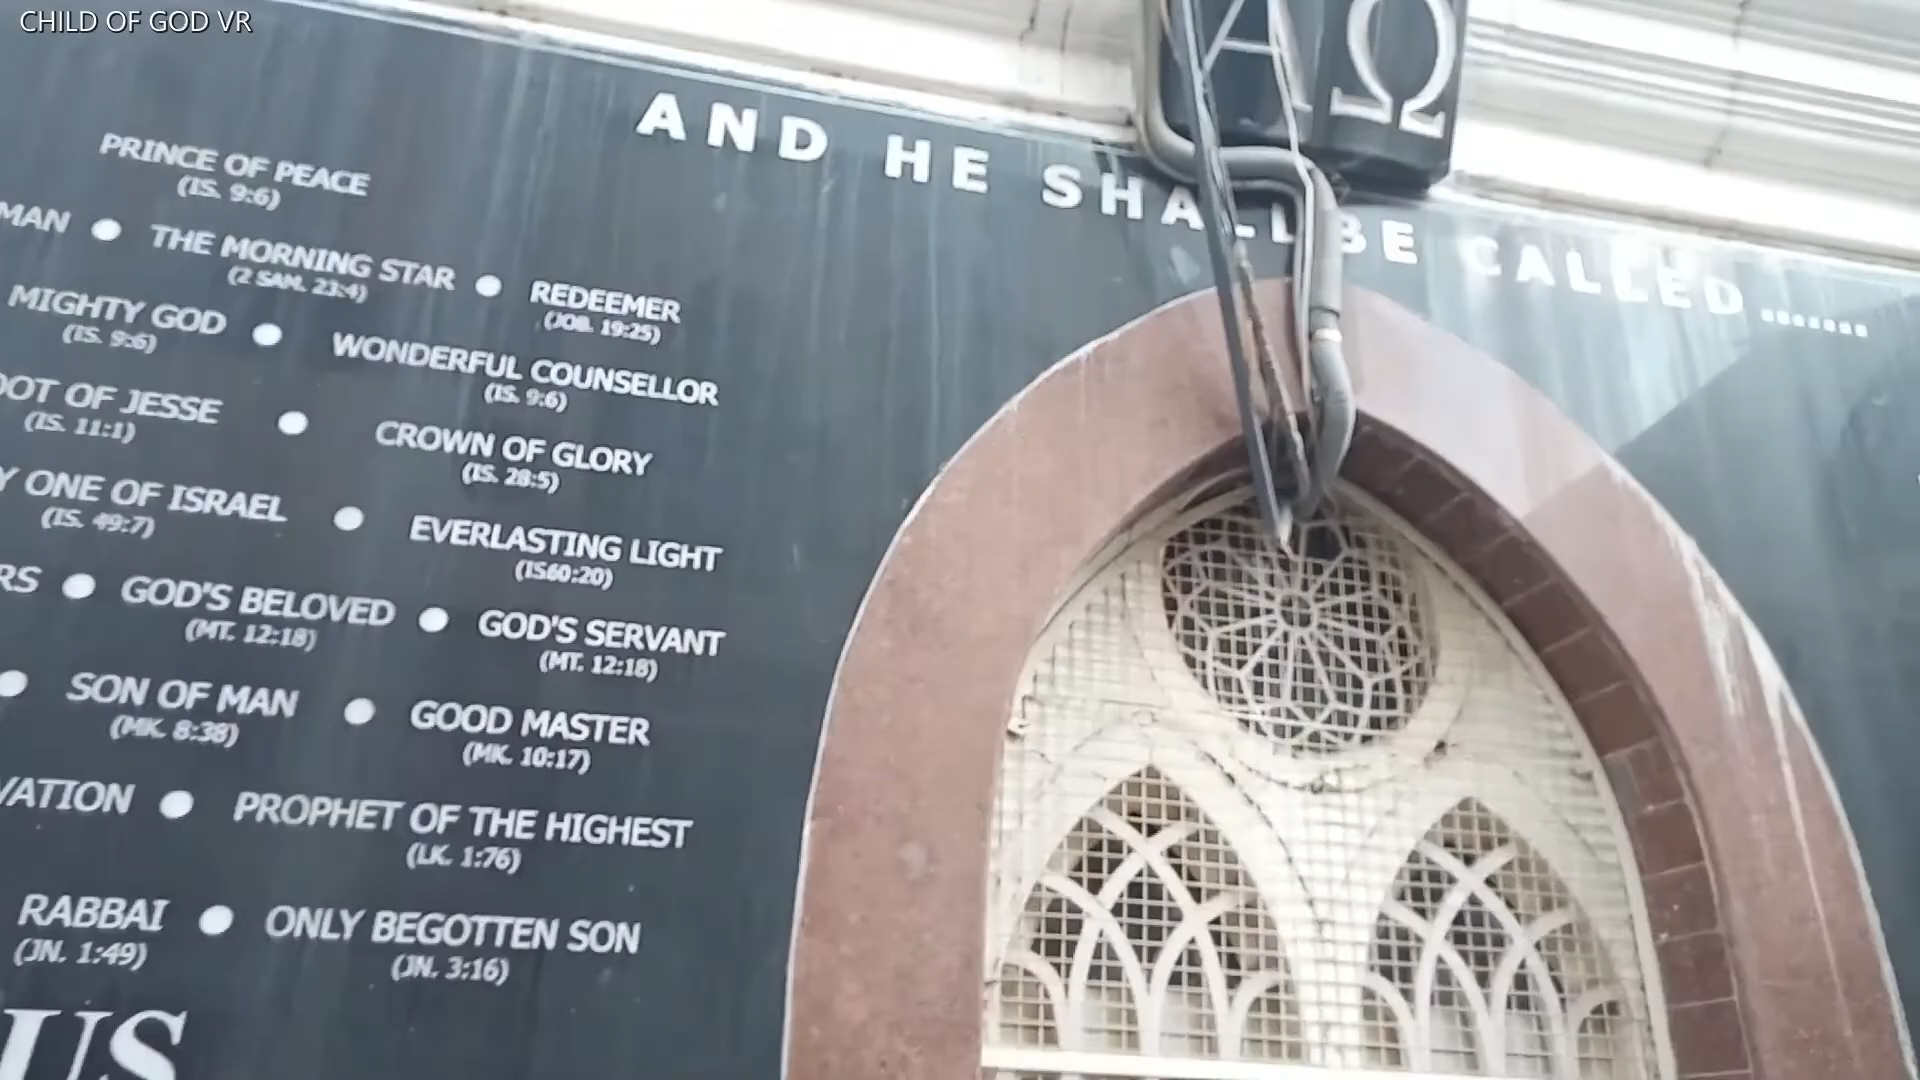 CHILD OF GOD VR
Α Ω
AND HE SHALL BE CALLED .......
PRINCE OF PEACE
(IS. 9:6)
MAN ● THE MORNING STAR ● REDEEMER
(2 SAM. 23:4) (JOB. 19:25)
MIGHTY GOD ● WONDERFUL COUNSELLOR
(IS. 9:6) (IS. 9:6)
OOT OF JESSE ● CROWN OF GLORY
(IS. 11:1) (IS. 28:5)
Y ONE OF ISRAEL ● EVERLASTING LIGHT
(IS. 49:7) (IS60:20)
RS ● GOD'S BELOVED ● GOD'S SERVANT
(MT. 12:18) (MT. 12:18)
● SON OF MAN ● GOOD MASTER
(MK. 8:38) (MK. 10:17)
VATION ● PROPHET OF THE HIGHEST
(LK. 1:76)
RABBAI ● ONLY BEGOTTEN SON
(JN. 1:49) (JN. 3:16)
US